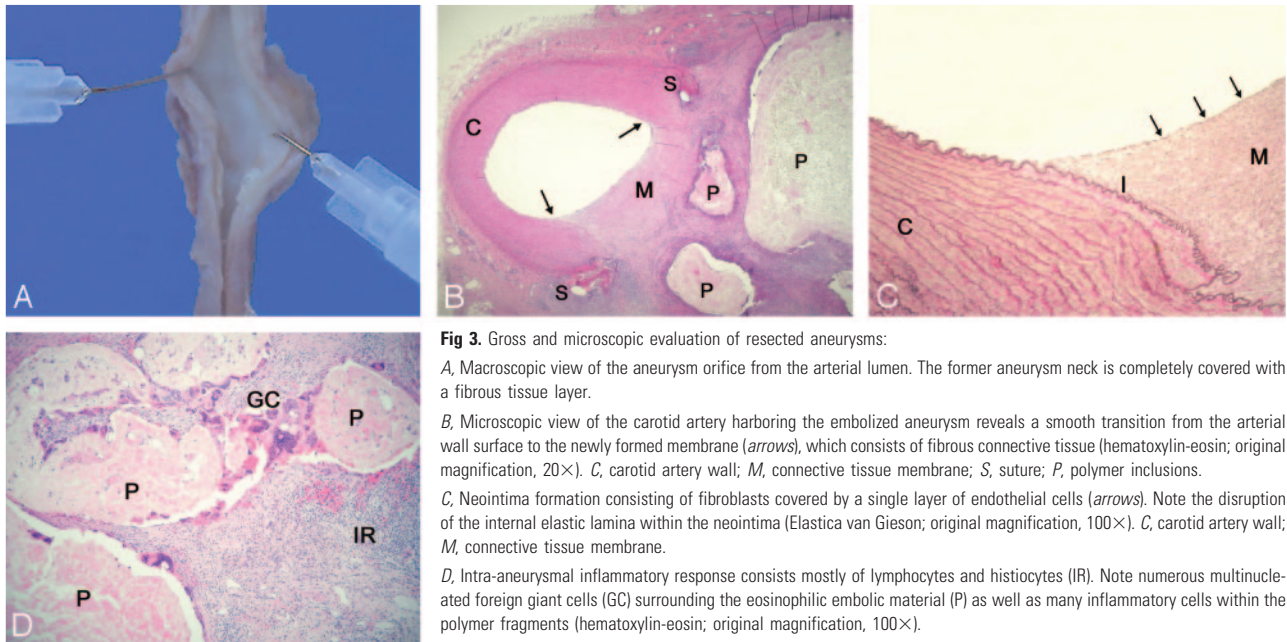 A
C
S
M
P
P
P
S
B
I
M
C
C
GC
P
P
IR
P
D
Fig 3. Gross and microscopic evaluation of resected aneurysms:
A, Macroscopic view of the aneurysm orifice from the arterial lumen. The former aneurysm neck is completely covered with
a fibrous tissue layer.
B, Microscopic view of the carotid artery harboring the embolized aneurysm reveals a smooth transition from the arterial
wall surface to the newly formed membrane (arrows), which consists of fibrous connective tissue (hematoxylin-eosin; original
magnification, 20×). C, carotid artery wall; M, connective tissue membrane; S, suture; P, polymer inclusions.
C, Neointima formation consisting of fibroblasts covered by a single layer of endothelial cells (arrows). Note the disruption
of the internal elastic lamina within the neointima (Elastica van Gieson; original magnification, 100×). C, carotid artery wall;
M, connective tissue membrane.
D, Intra-aneurysmal inflammatory response consists mostly of lymphocytes and histiocytes (IR). Note numerous multinucle-
ated foreign giant cells (GC) surrounding the eosinophilic embolic material (P) as well as many inflammatory cells within the
polymer fragments (hematoxylin-eosin; original magnification, 100×).